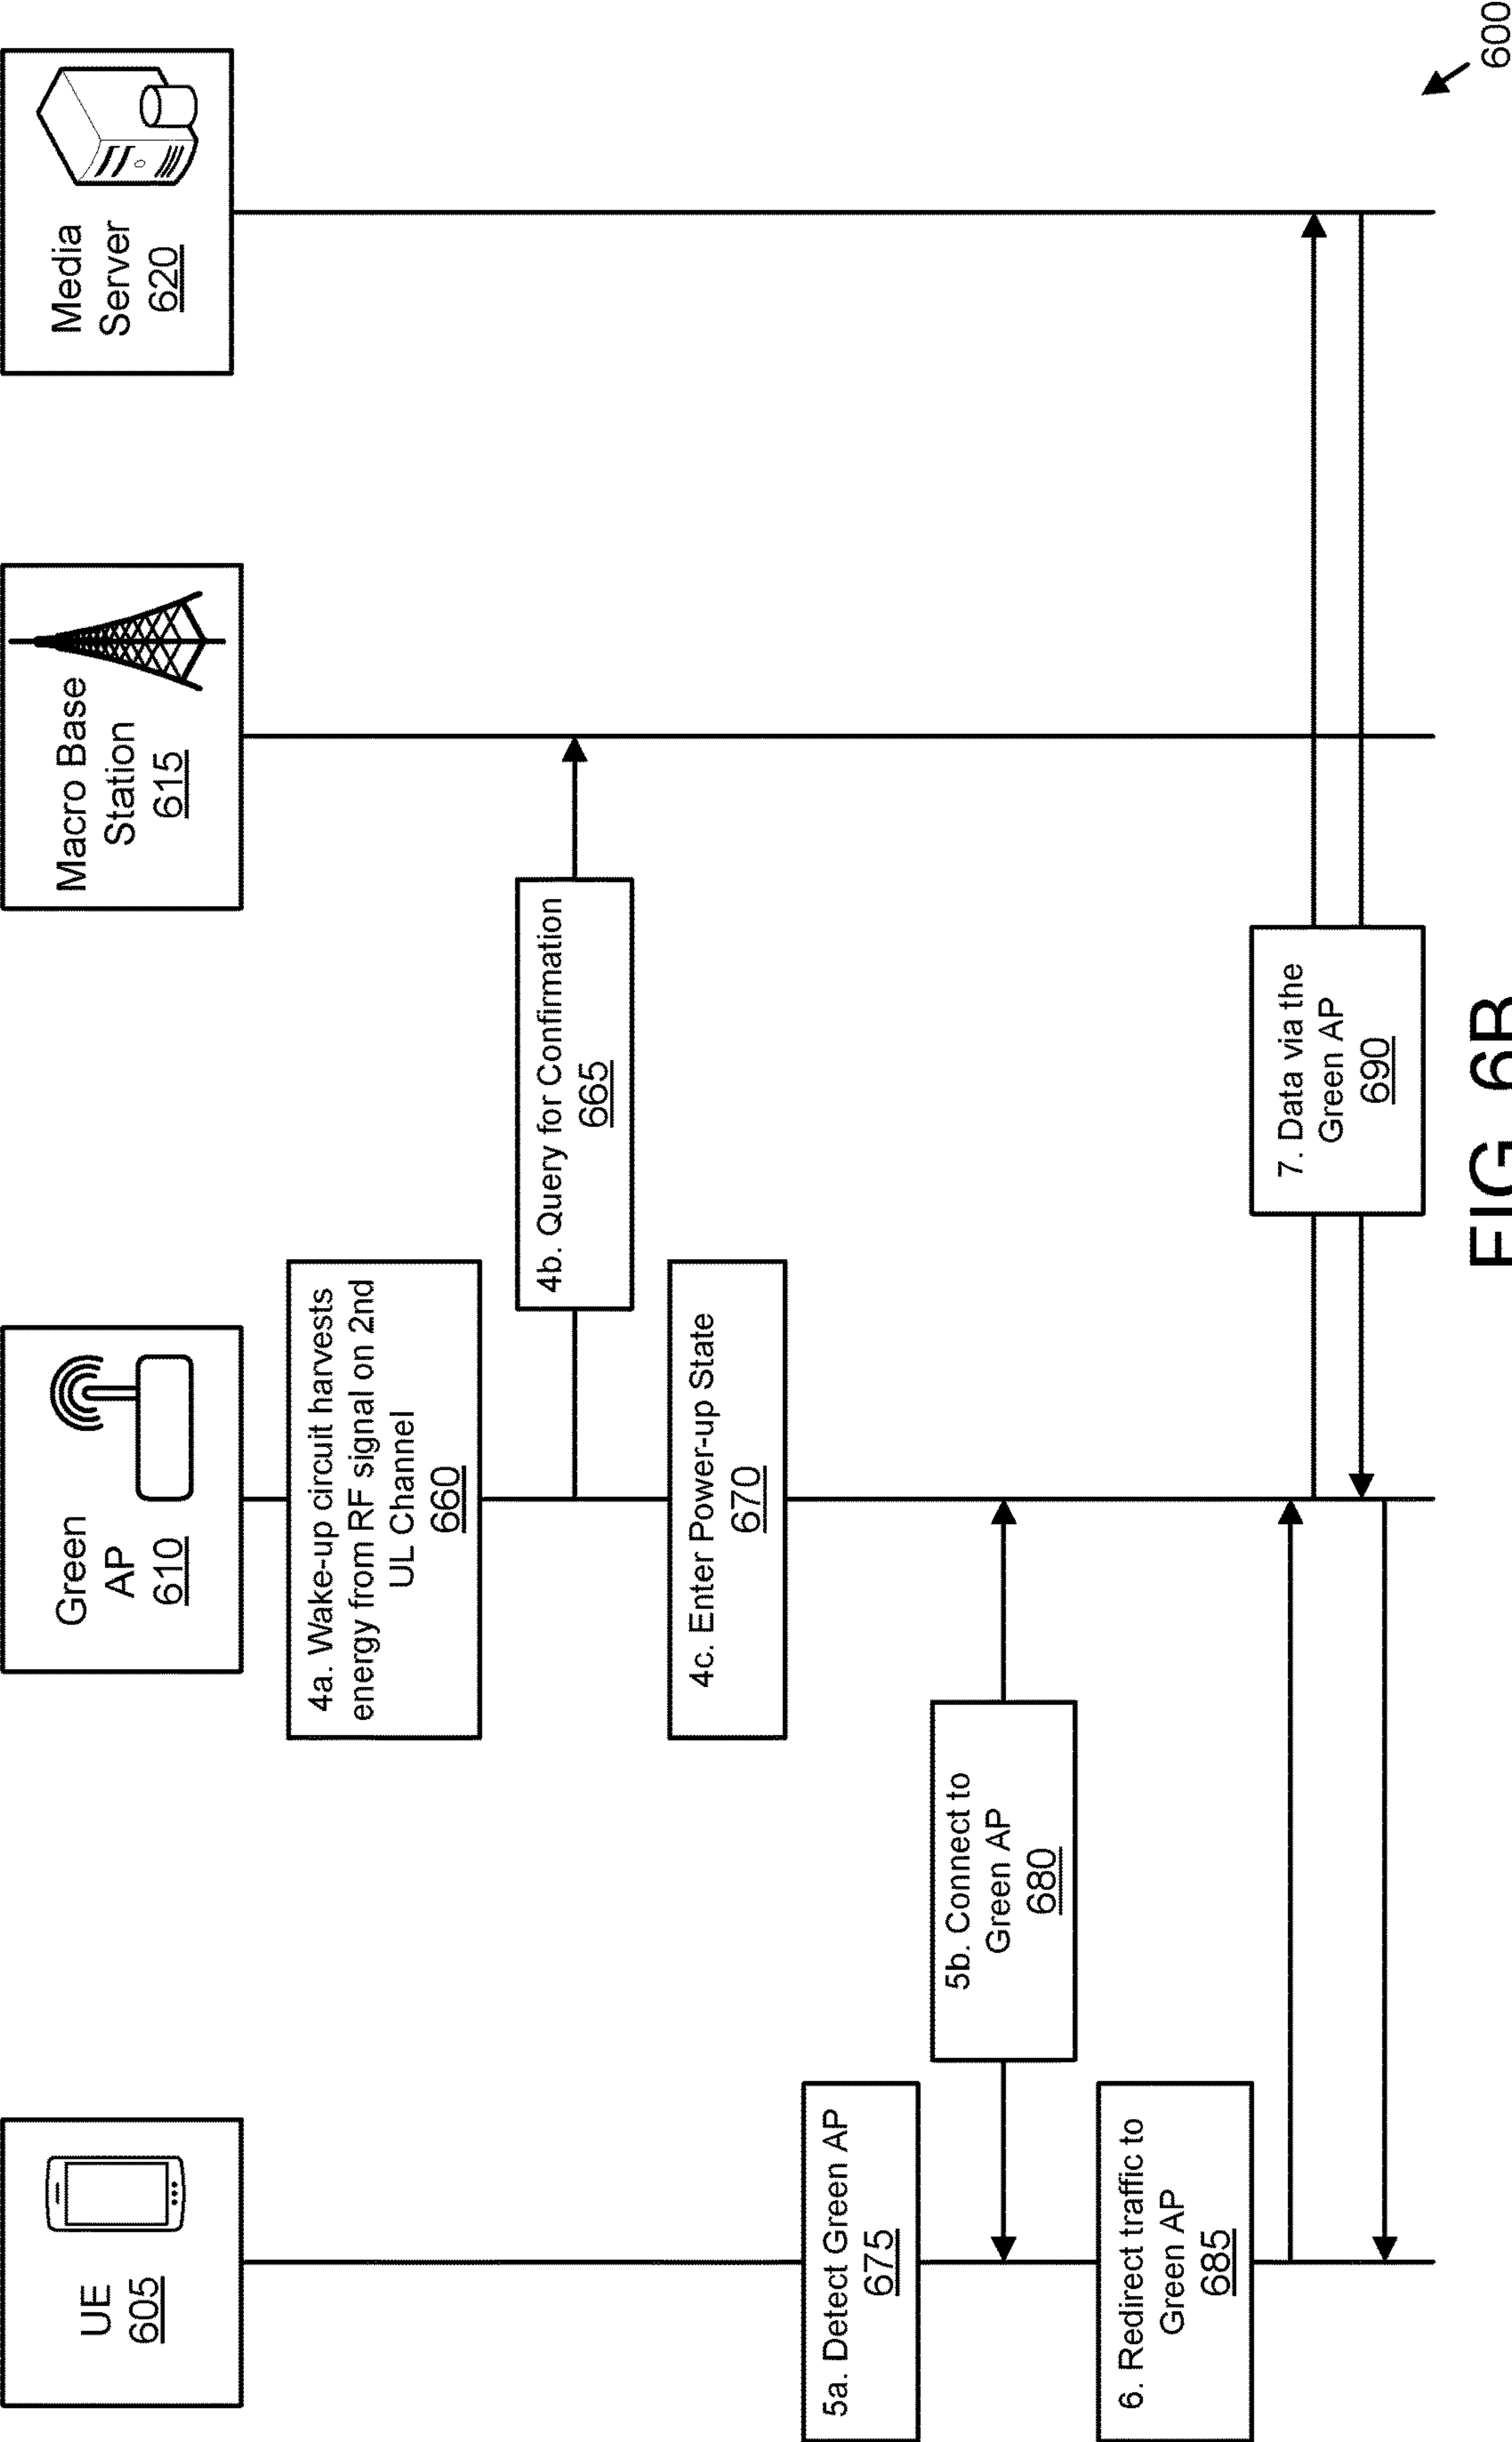 UE
605
Green
AP
610
Macro Base
Station
615
Media
Server
620
4a. Wake-up circuit harvests
energy from RF signal on 2nd
UL Channel
660
4b. Query for Confirmation
665
4c. Enter Power-up State
670
5a. Detect Green AP
675
5b. Connect to
Green AP
680
6. Redirect traffic to
Green AP
685
7. Data via the
Green AP
690
600
FIG. 6B